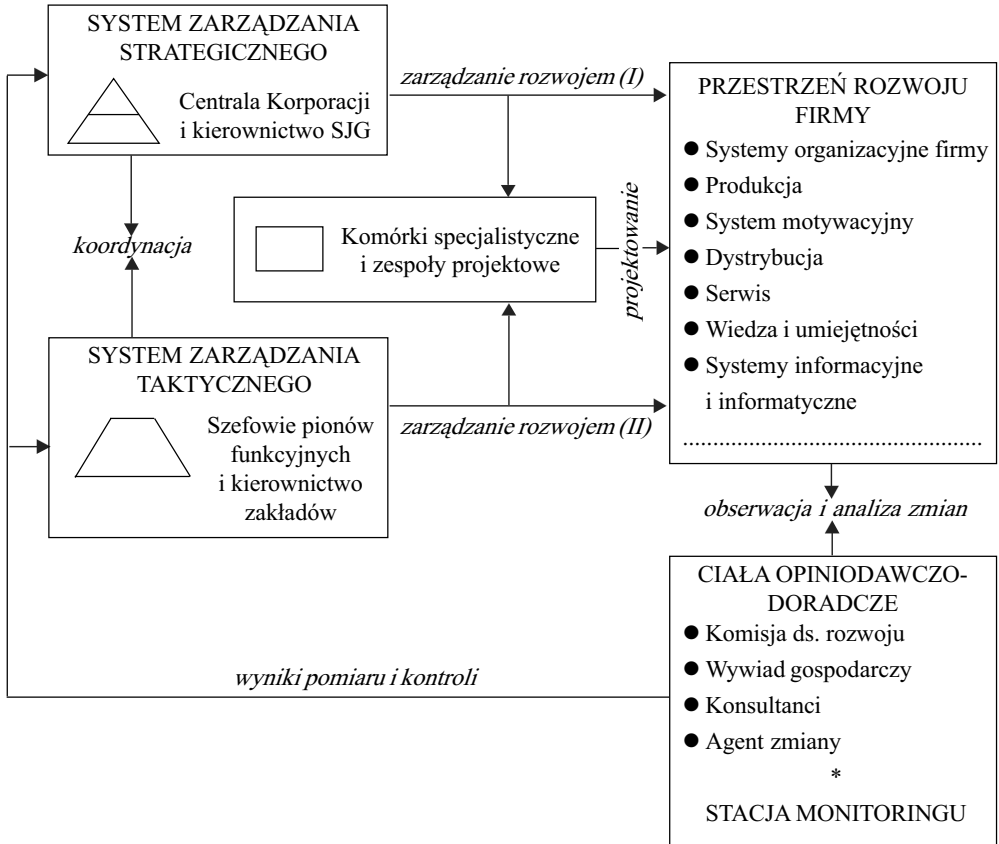 SYSTEM ZARZĄDZANIA
STRATEGICZNEGO
Centrala Korporacji
i kierownictwo SJG
zarządzanie rozwojem (I)
PRZESTRZEŃ ROZWOJU
FIRMY
● Systemy organizacyjne firmy
● Produkcja
● System motywacyjny
● Dystrybucja
● Serwis
● Wiedza i umiejętności
● Systemy informacyjne
i informatyczne
................................................
koordynacja
Komórki specjalistyczne
i zespoły projektowe
projektowanie
SYSTEM ZARZĄDZANIA
TAKTYCZNEGO
Szefowie pionów
funkcyjnych
i kierownictwo
zakładów
zarządzanie rozwojem (II)
obserwacja i analiza zmian
CIAŁA OPINIODAWCZO-
DORADCZE
● Komisja ds. rozwoju
● Wywiad gospodarczy
● Konsultanci
● Agent zmiany
*
STACJA MONITORINGU
wyniki pomiaru i kontroli